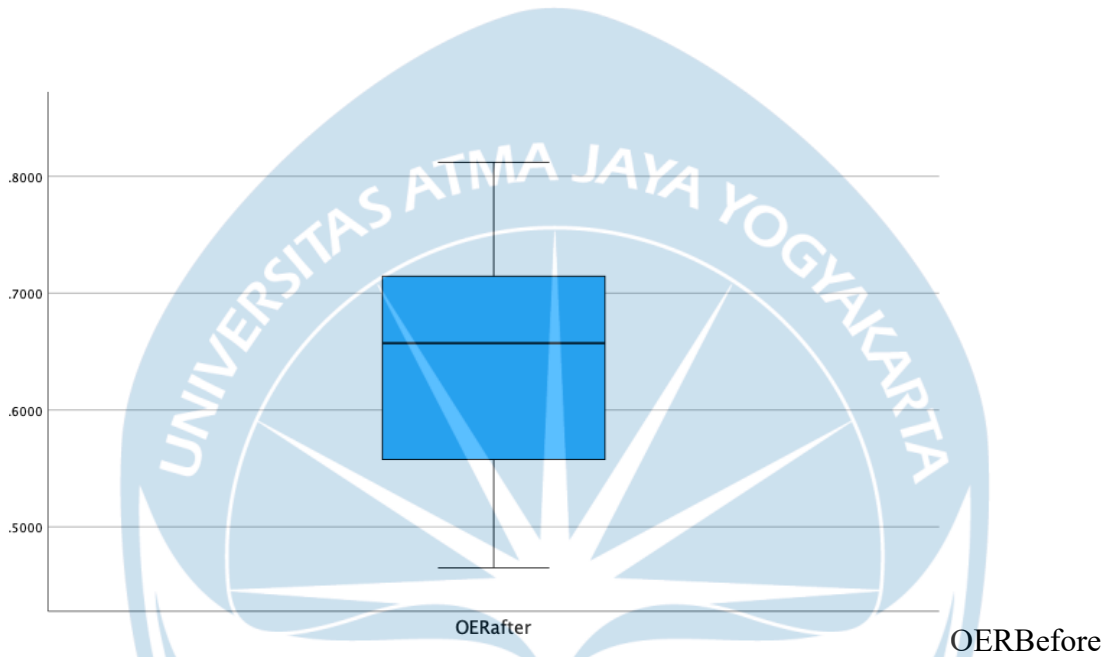 UNIVERSITAS ATMA JAYA YOGYAKARTA
.8000
.7000
.6000
.5000
OERafter
OERBefore